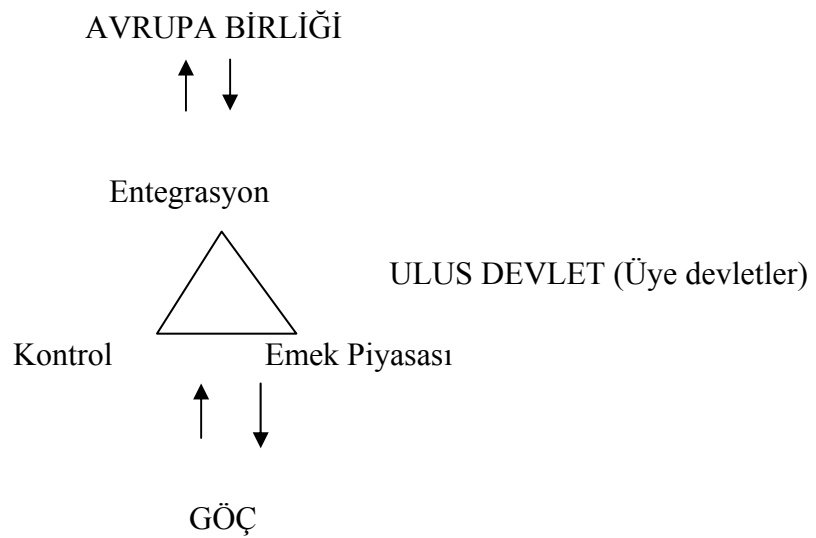 AVRUPA BİRLİĞİ
Entegrasyon
ULUS DEVLET (Üye devletler)
Kontrol
Emek Piyasası
GÖÇ